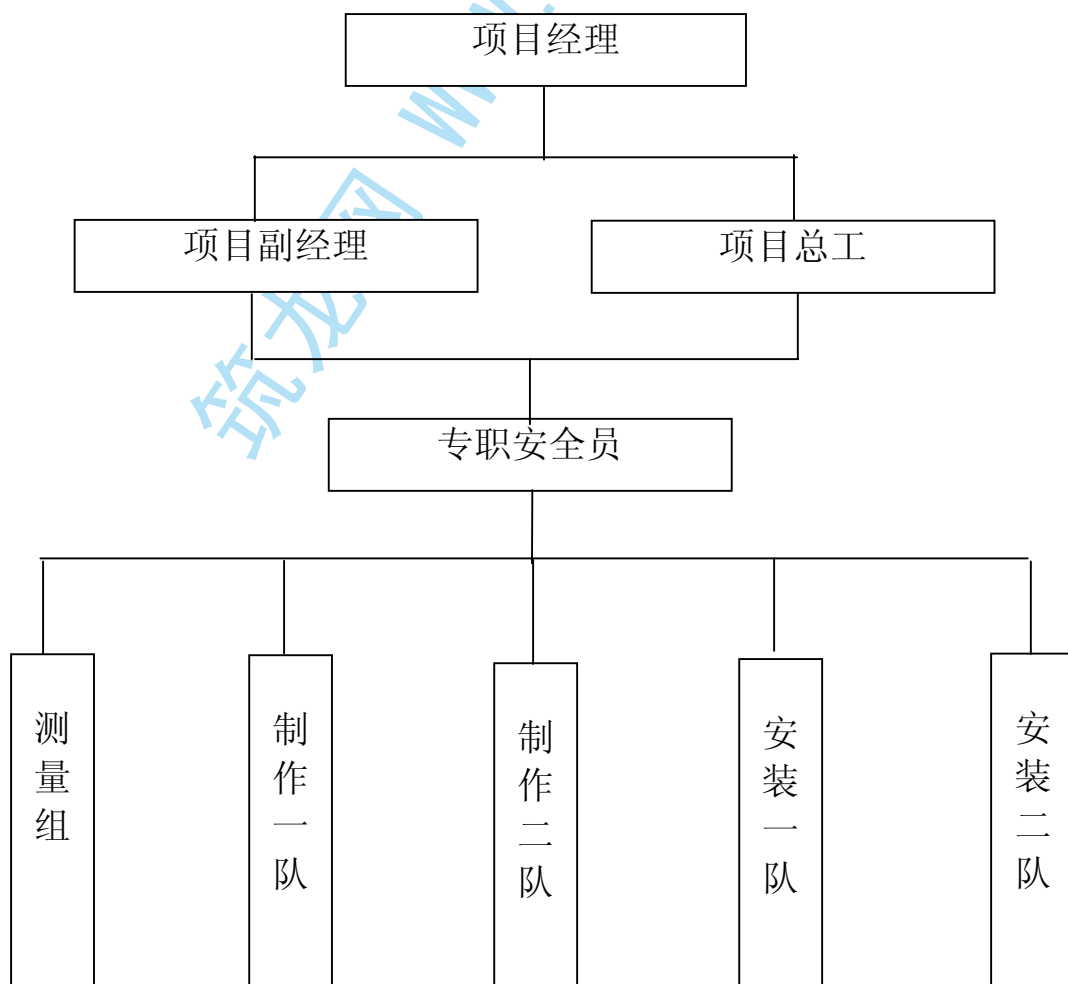 项目经理
项目副经理
项目总工
专职安全员
测量组
制作一队
制作二队
安装一队
安装二队
筑龙网 WW